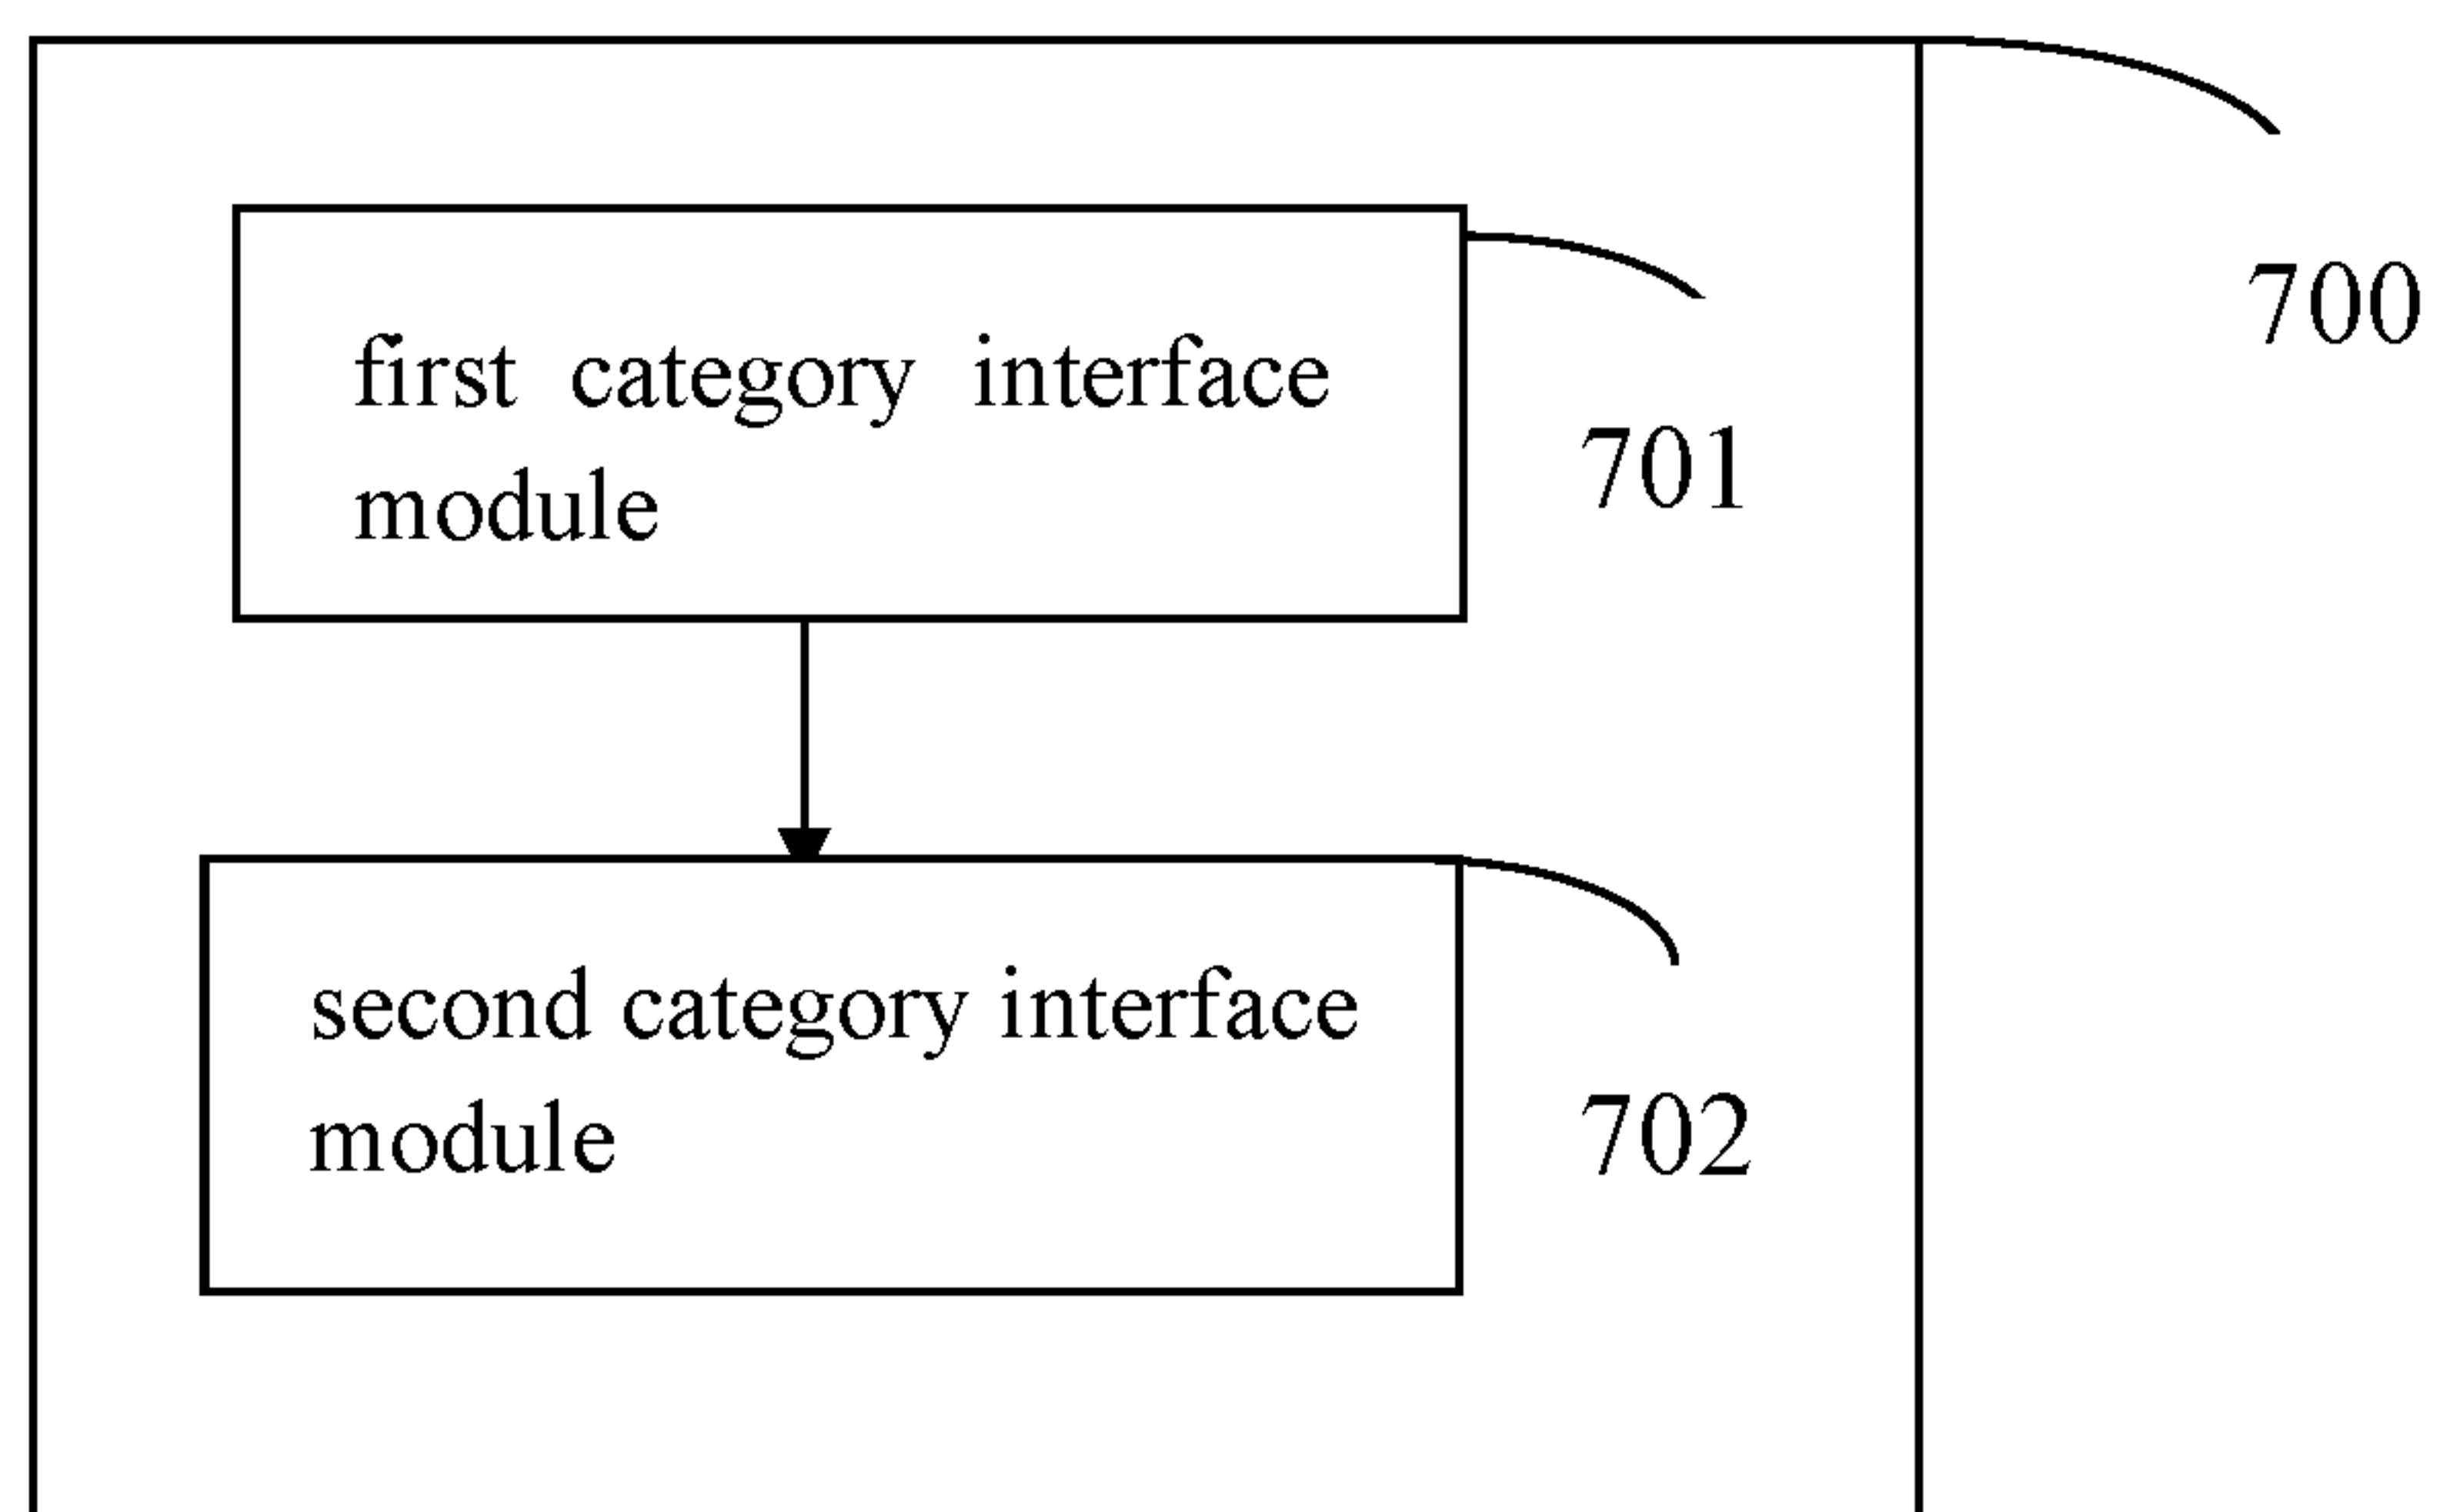 700
first category interface
module
701
second category interface
module
702